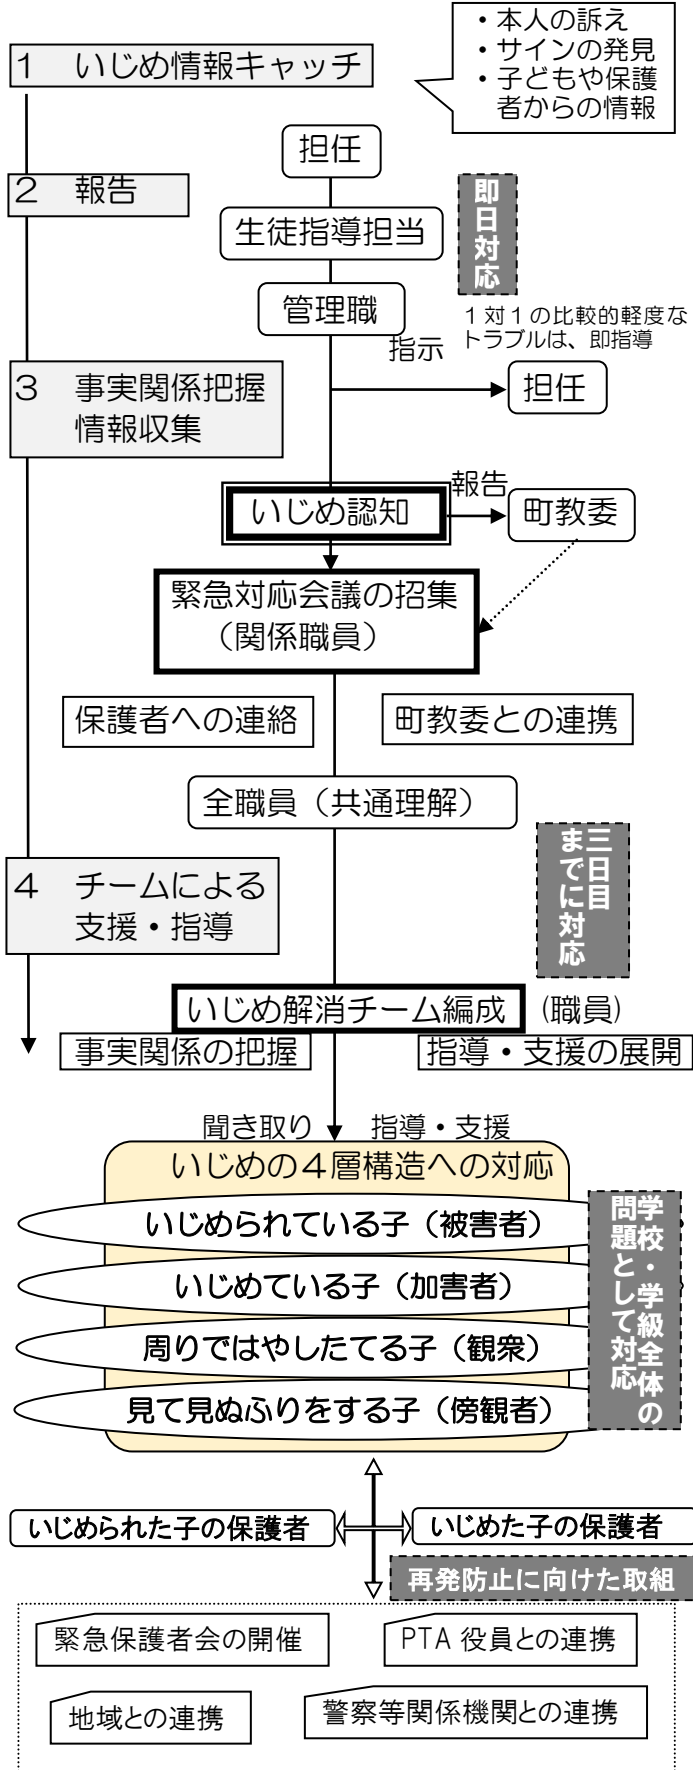 ・本人の訴え
・サインの発見
・子どもや保護
者からの情報
１　いじめ情報キャッチ
担任
２　報告
即日対応
生徒指導担当
管理職
１対１の比較的軽度な
トラブルは、即指導
指示
３　事実関係把握
情報収集
担任
報告
いじめ認知
町教委
緊急対応会議の招集
（関係職員）
保護者への連絡
町教委との連携
全職員（共通理解）
三日目
までに対応
４　チームによる
支援・指導
いじめ解消チーム編成
(職員)
事実関係の把握
指導・支援の展開
聞き取り
指導・支援
いじめの４層構造への対応
学校・学級全体の
問題として対応
いじめられている子（被害者）
いじめている子（加害者）
周りではやしたてる子（観衆）
見て見ぬふりをする子（傍観者）
いじめられた子の保護者
いじめた子の保護者
再発防止に向けた取組
緊急保護者会の開催
PTA 役員との連携
地域との連携
警察等関係機関との連携